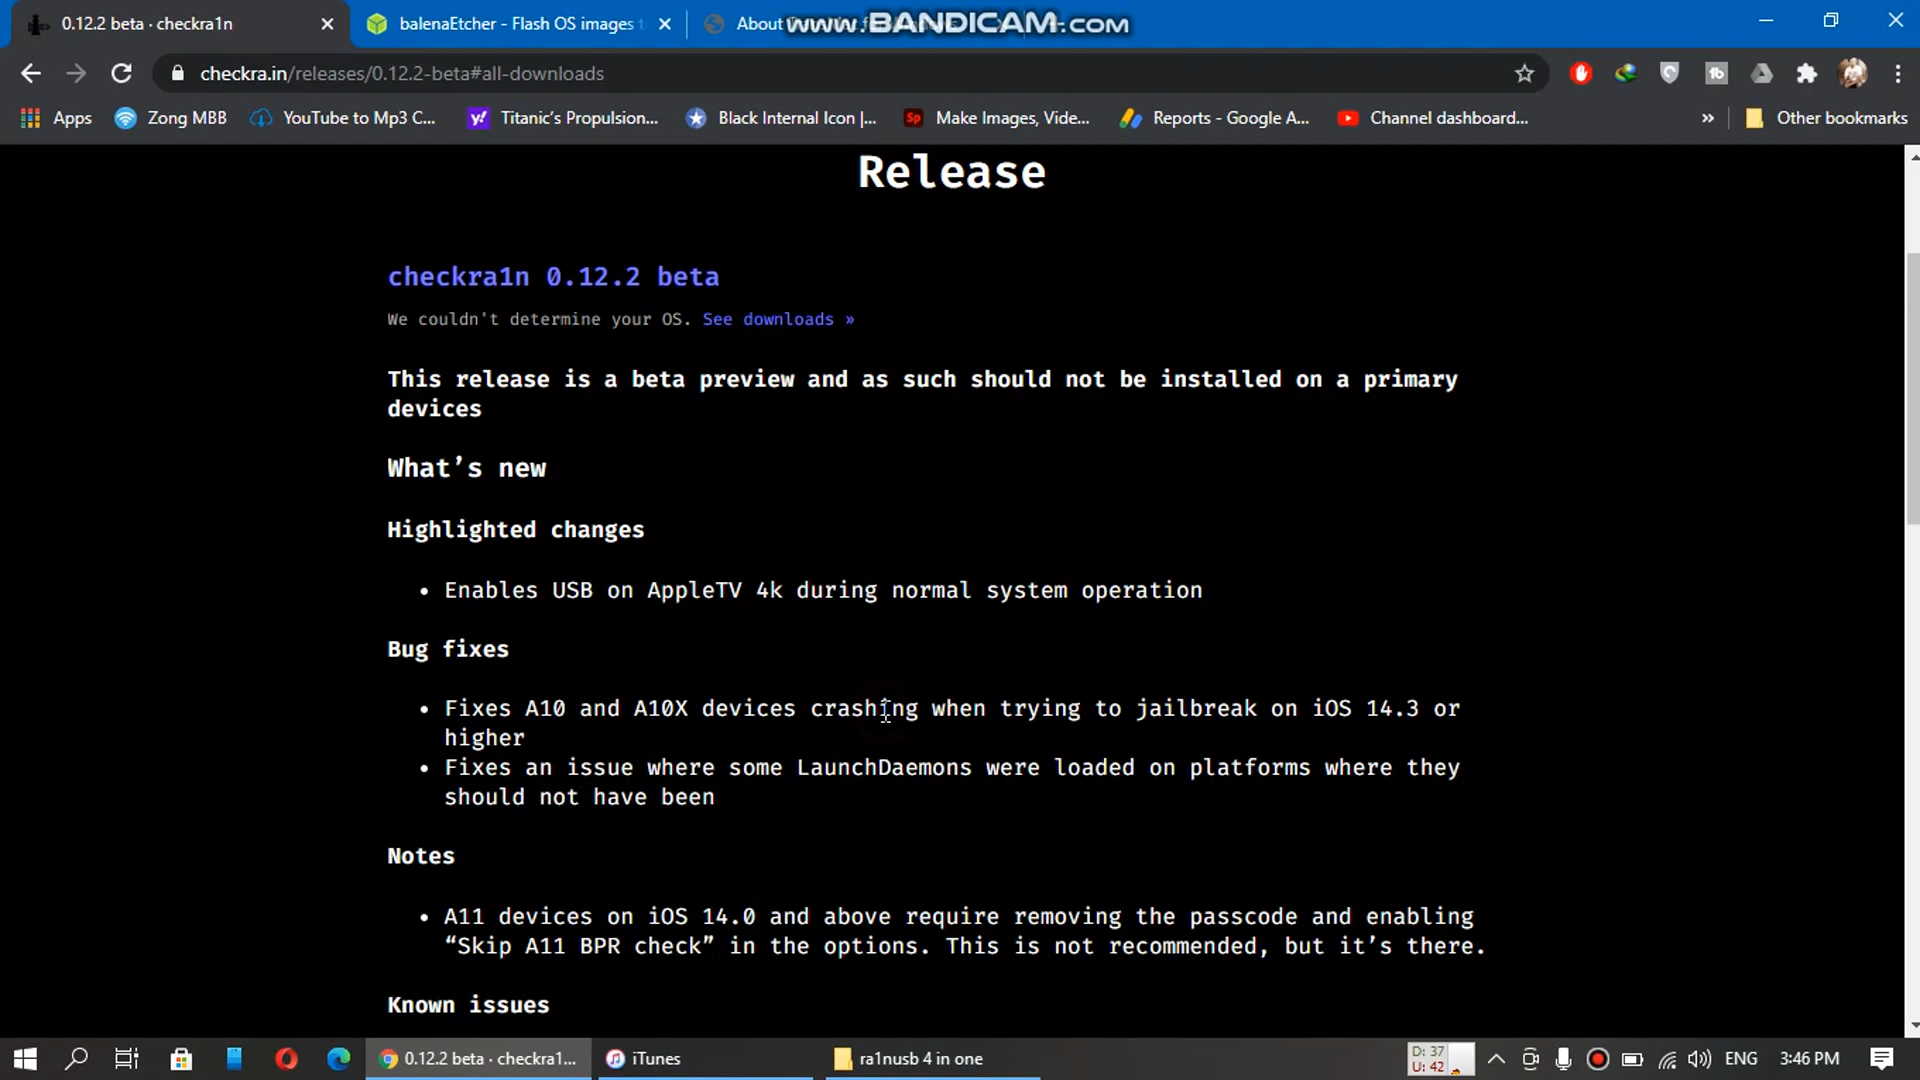 0.12.2 beta · checkra1n
balenaEtcher - Flash OS images
About
www.BANDICAM.com
checkra.in/releases/0.12.2-beta#all-downloads
Apps
Zong MBB
YouTube to Mp3 C...
Titanic's Propulsion...
Black Internal Icon |...
Make Images, Vide...
Reports - Google A...
Channel dashboard...
»
Other bookmarks
Release
checkra1n 0.12.2 beta
We couldn't determine your OS. See downloads »
This release is a beta preview and as such should not be installed on a primary
devices
What's new
Highlighted changes
• Enables USB on AppleTV 4k during normal system operation
Bug fixes
• Fixes A10 and A10X devices crashing when trying to jailbreak on iOS 14.3 or
higher
• Fixes an issue where some LaunchDaemons were loaded on platforms where they
should not have been
Notes
• A11 devices on iOS 14.0 and above require removing the passcode and enabling
“Skip A11 BPR check” in the options. This is not recommended, but it's there.
Known issues
0.12.2 beta · checkra1...
iTunes
ra1nusb 4 in one
D: 37
U: 42
ENG
3:46 PM